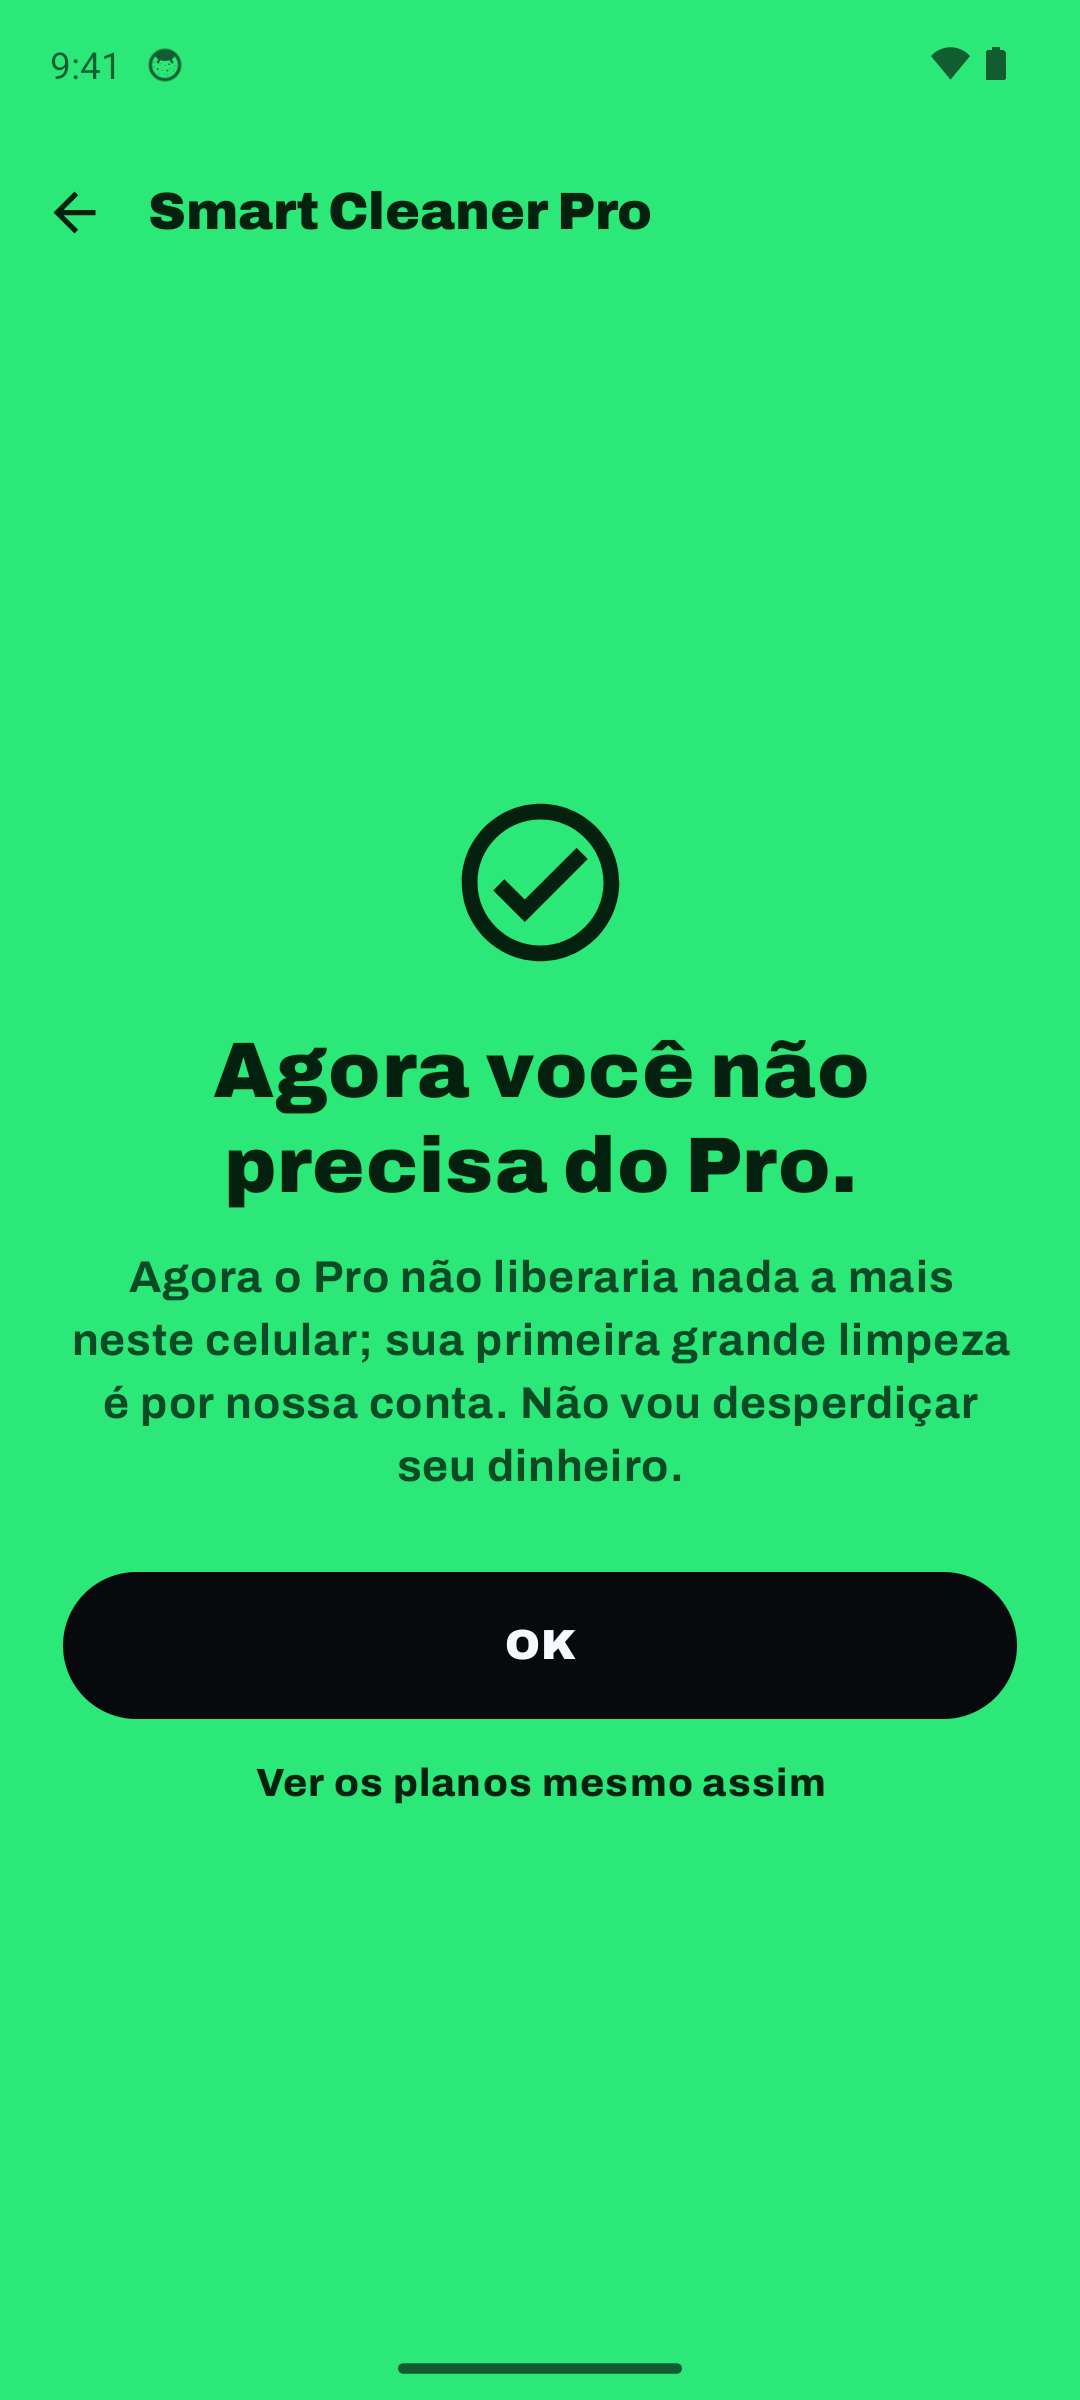 9:41
Smart Cleaner Pro
Agora você não
precisa do Pro.
Agora o Pro não liberaria nada a mais
neste celular; sua primeira grande limpeza
é por nossa conta. Não vou desperdiçar
seu dinheiro.
OK
Ver os planos mesmo assim